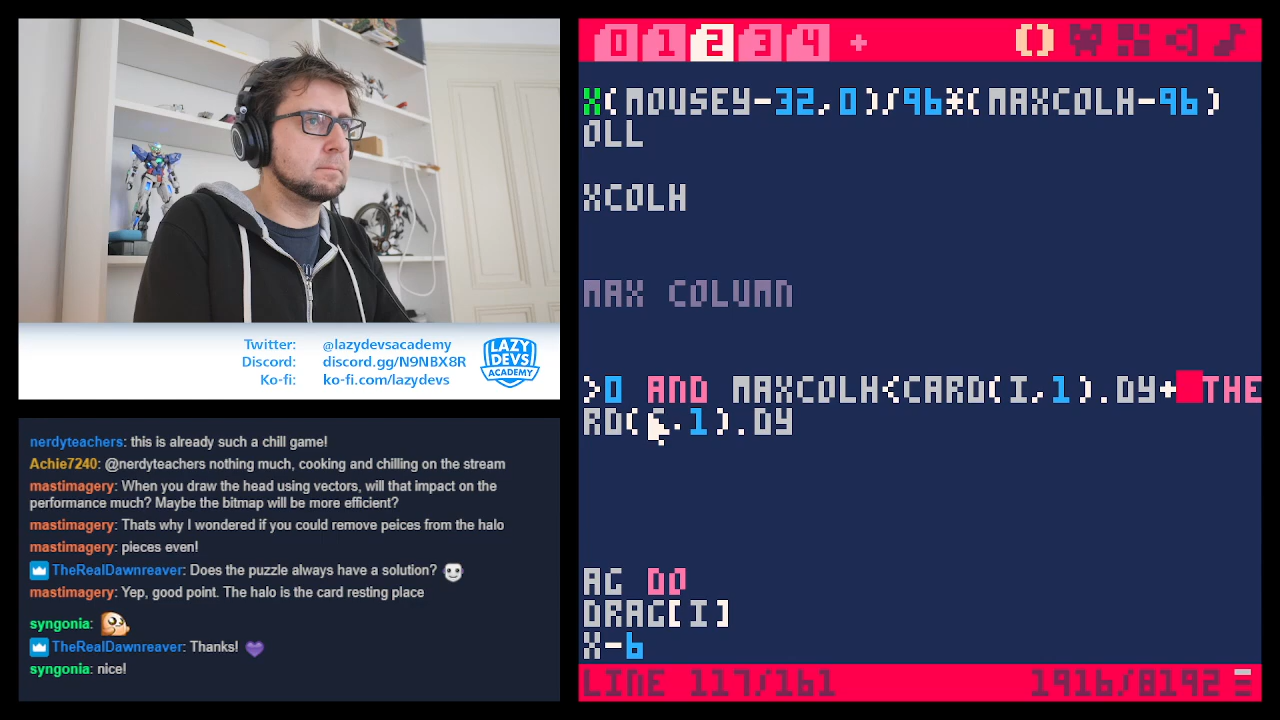 Twitter: @lazydevsacademy
Discord: discord.gg/N9NBX8R
Ko-fi: ko-fi.com/lazydevs
LAZY
DEVS
ACADEMY
nerdyteachers: this is already such a chill game!
Achie7240: @nerdyteachers nothing much, cooking and chilling on the stream
mastimagery: When you draw the head using vectors, will that impact on the
performance much? Maybe the bitmap will be more efficient?
mastimagery: Thats why I wondered if you could remove peices from the halo
mastimagery: pieces even!
TheRealDawnreaver: Does the puzzle always have a solution?
mastimagery: Yep, good point. The halo is the card resting place
syngonia:
TheRealDawnreaver: Thanks!
syngonia: nice!
0 1 2 3 4 +
X(MOUSEY-32,0)/96*(MAXCOLH-96)
OLL
XCOLH
MAX COLUMN
>0 AND MAXCOLH<CARD(I,1).DY+ THE
RD( 1).DY
AG DO
DRAG[I]
X-6
LINE 117/161 1916/8192